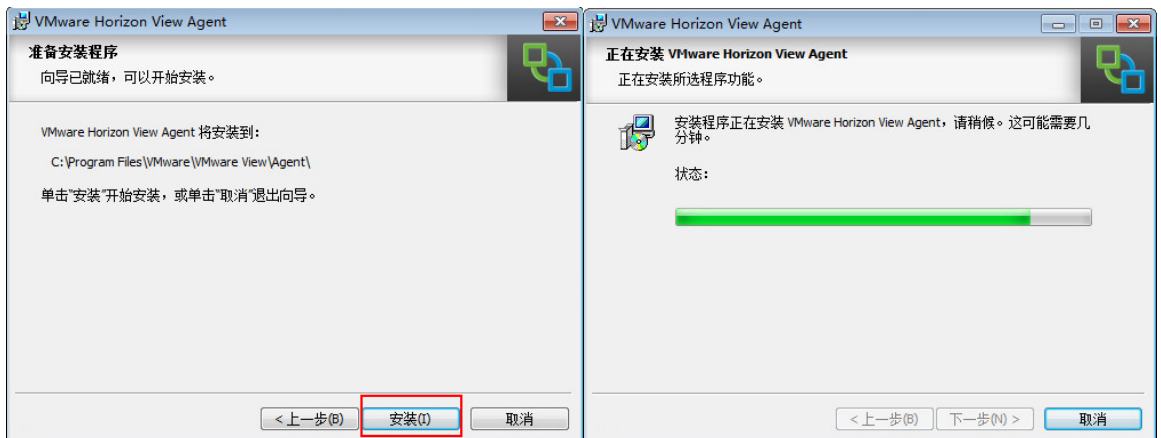 VMware Horizon View Agent
准备安装程序
向导已就绪，可以开始安装。
VMware Horizon View Agent 将安装到：
C:\Program Files\VMware\VMware View\Agent\
单击"安装"开始安装，或单击"取消"退出向导。
<上一步(B)
安装(I)
取消
VMware Horizon View Agent
正在安装 VMware Horizon View Agent
正在安装所选程序功能。
安装程序正在安装 VMware Horizon View Agent，请稍候。这可能需要几
分钟。
状态：
<上一步(B)
下一步(N) >
取消